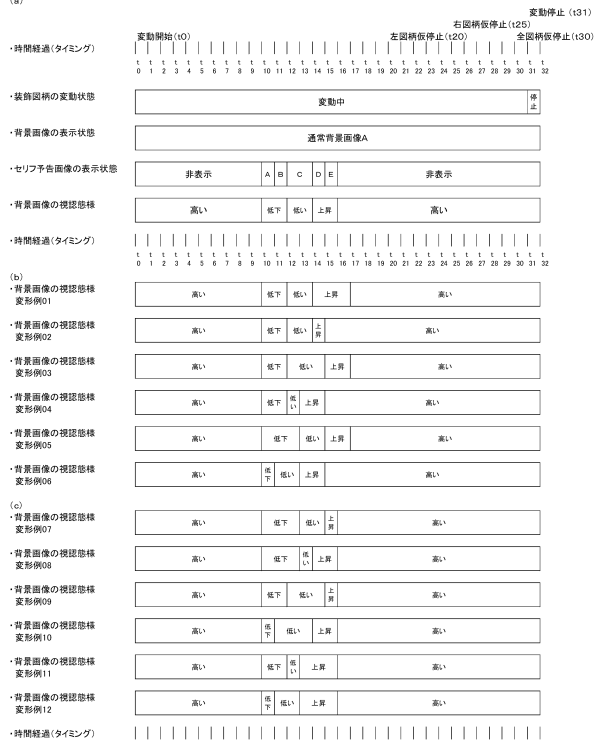 (a)
変動停止(t31)
右図柄仮停止(t25)
変動開始(t0) 左図柄仮停止(t20) 全図柄仮停止(t30)
・時間経過(タイミング)
t t t t t t t t t t t t t t t t t t t t t t t t t t t t t t t t t
0 1 2 3 4 5 6 7 8 9 10 11 12 13 14 15 16 17 18 19 20 21 22 23 24 25 26 27 28 29 30 31 32
・装飾図柄の変動状態 変動中 停止
・背景画像の表示状態 通常背景画像A
・セリフ予告画像の表示状態 非表示 A B C D E 非表示
・背景画像の視認態様 高い 低下 低い 上昇 高い
・時間経過(タイミング)
t t t t t t t t t t t t t t t t t t t t t t t t t t t t t t t t t
0 1 2 3 4 5 6 7 8 9 10 11 12 13 14 15 16 17 18 19 20 21 22 23 24 25 26 27 28 29 30 31 32
(b)
・背景画像の視認態様
変形例01 高い 低下 低い 上昇 高い
・背景画像の視認態様
変形例02 高い 低下 低い 上昇 高い
・背景画像の視認態様
変形例03 高い 低下 低い 上昇 高い
・背景画像の視認態様
変形例04 高い 低下 低い 上昇 高い
・背景画像の視認態様
変形例05 高い 低下 低い 上昇 高い
・背景画像の視認態様
変形例06 高い 低下 低い 上昇 高い
(c)
・背景画像の視認態様
変形例07 高い 低下 低い 上昇 高い
・背景画像の視認態様
変形例08 高い 低下 低い 上昇 高い
・背景画像の視認態様
変形例09 高い 低下 低い 上昇 高い
・背景画像の視認態様
変形例10 高い 低下 低い 上昇 高い
・背景画像の視認態様
変形例11 高い 低下 低い 上昇 高い
・背景画像の視認態様
変形例12 高い 低下 低い 上昇 高い
・時間経過(タイミング)